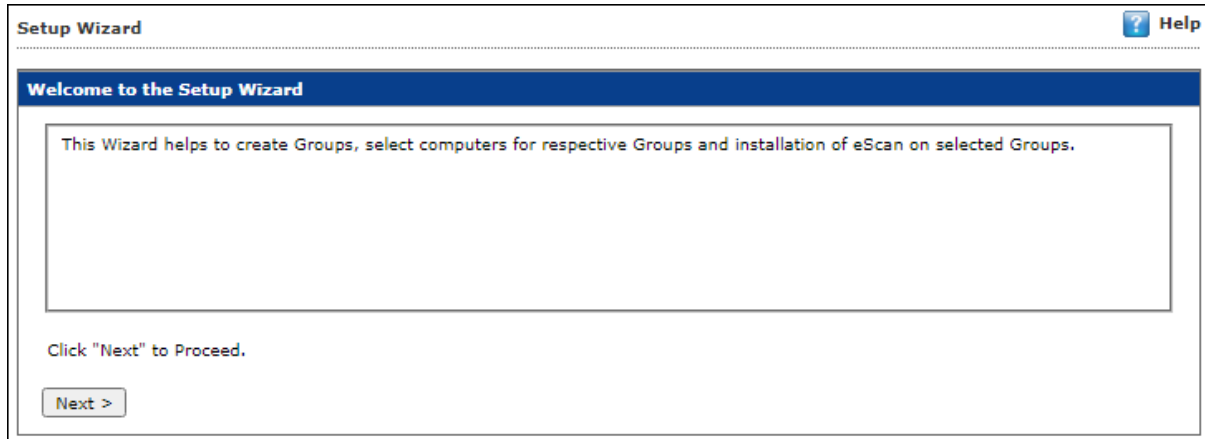 Setup Wizard
? Help
Welcome to the Setup Wizard
This Wizard helps to create Groups, select computers for respective Groups and installation of eScan on selected Groups.
Click "Next" to Proceed.
Next >